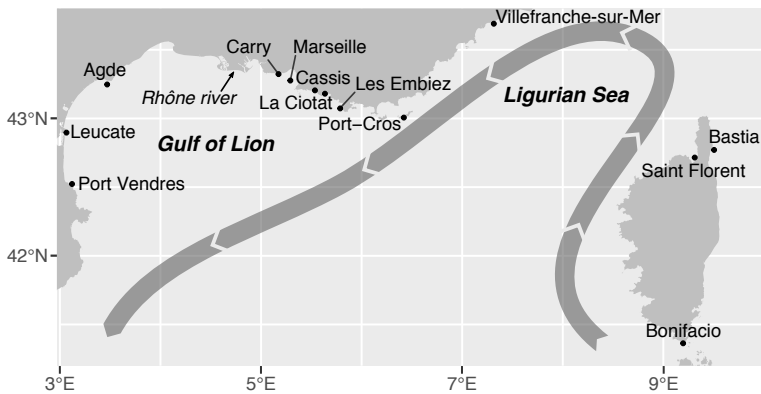 Villefranche-sur-Mer
Carry
Marseille
Agde
Cassis
Les Embiez
Rhône river
La Ciotat
Ligurian Sea
Port−Cros
43°N
Leucate
Gulf of Lion
Bastia
Saint Florent
Port Vendres
42°N
Bonifacio
3°E
5°E
7°E
9°E